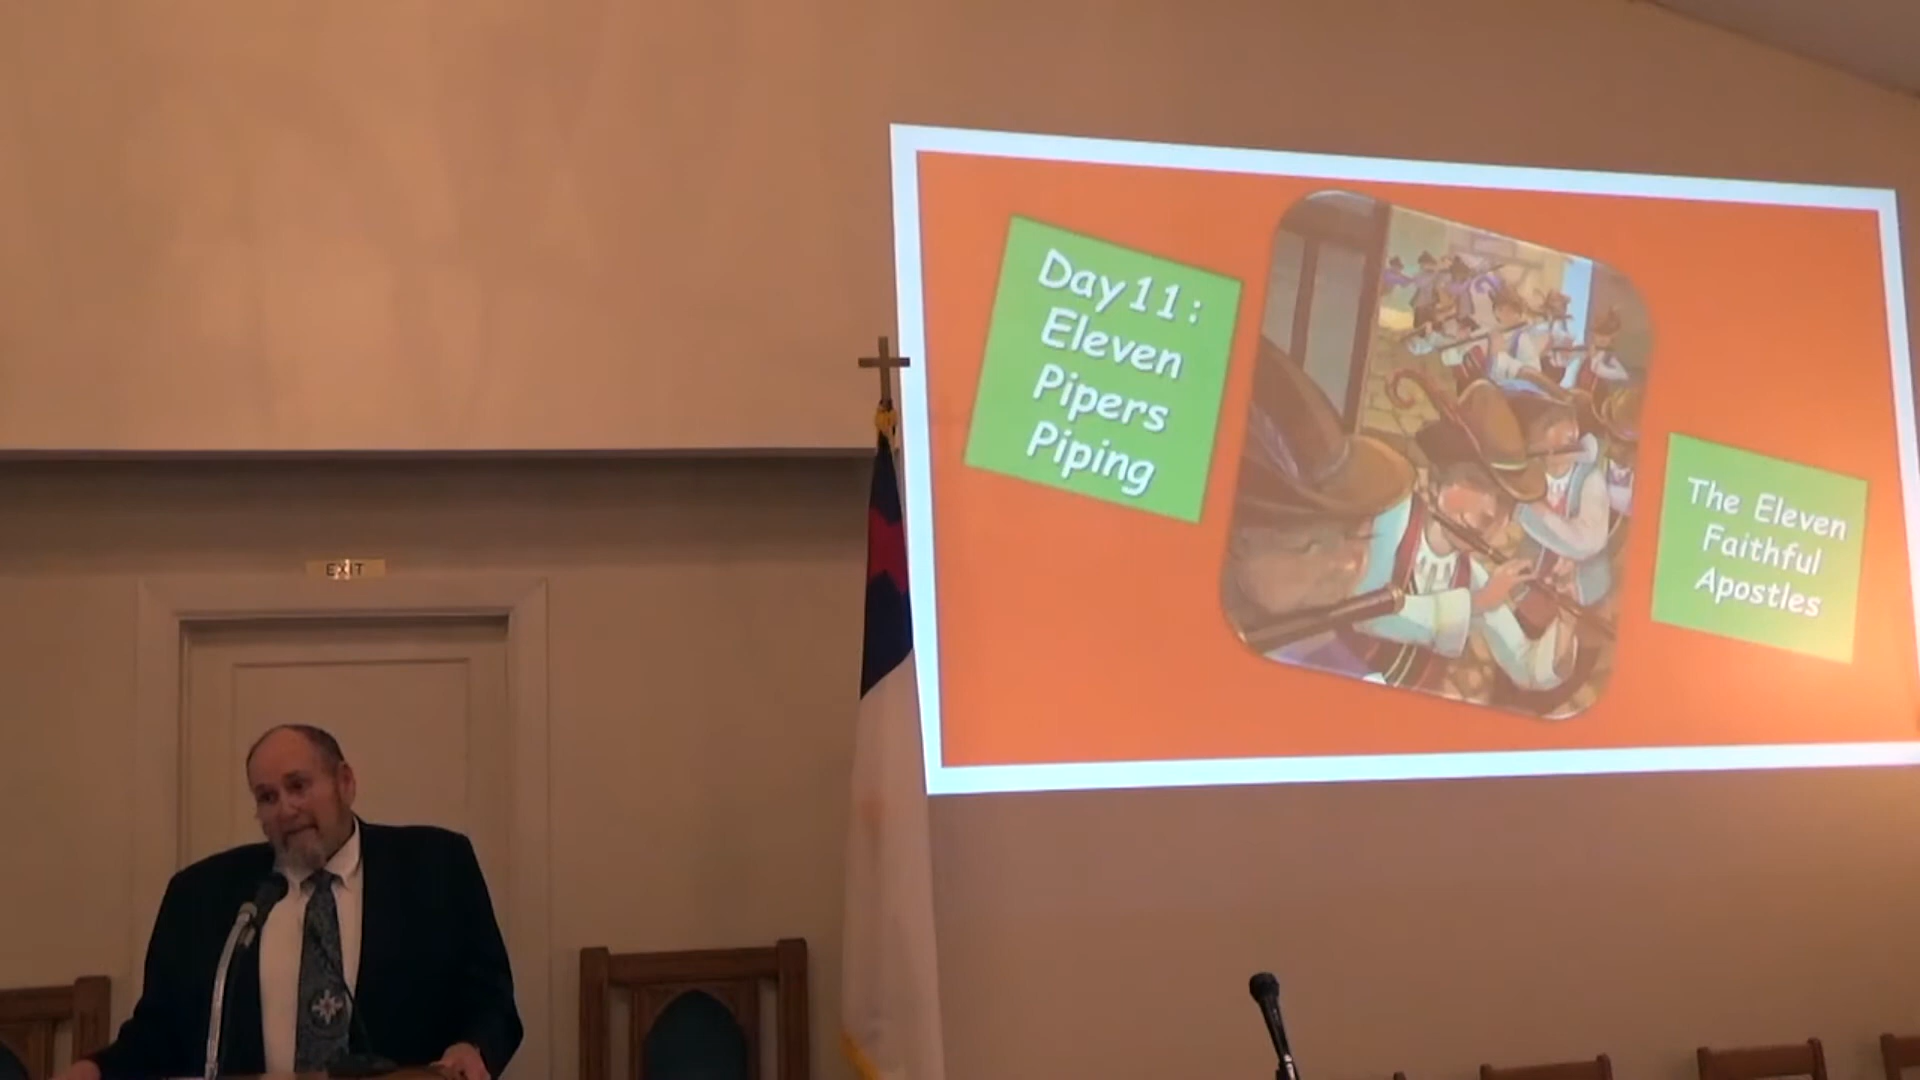 Day 11:
Eleven
Pipers
Piping
The Eleven
Faithful
Apostles
EXIT